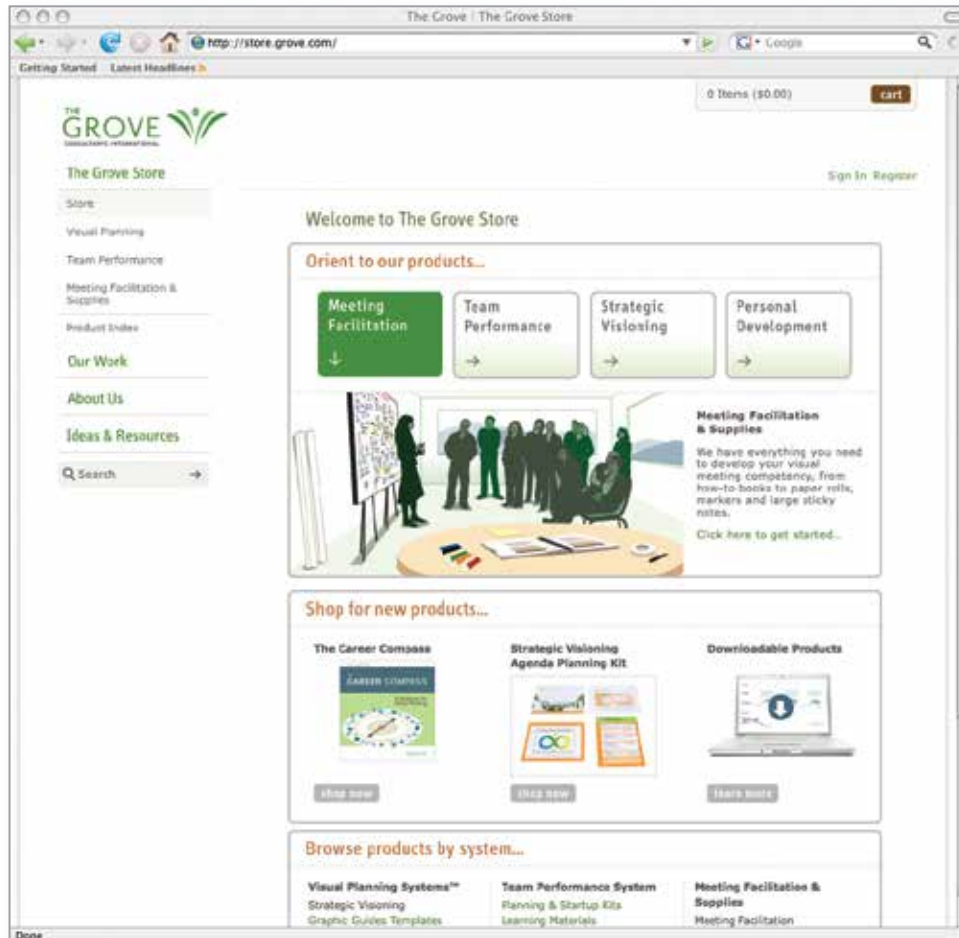 The Grove | The Grove Store
http://store.grove.com/
Google
Getting Started Latest Headlines
0 Items ($0.00)
cart
THE
GROVE
CONSULTANTS INTERNATIONAL
The Grove Store
Sign In Register
Store
Visual Planning
Team Performance
Meeting Facilitation &
Supplies
Product Index
Our Work
About Us
Ideas & Resources
Search
Welcome to The Grove Store
Orient to our products...
Meeting
Facilitation
Team
Performance
Strategic
Visioning
Personal
Development
Meeting Facilitation
& Supplies
We have everything you need
to develop your visual
meeting competency, from
how-to books to paper rolls,
markers and large sticky
notes.
Click here to get started...
Shop for new products...
The Career Compass
CAREER COMPASS
shop now
Strategic Visioning
Agenda Planning Kit
shop now
Downloadable Products
learn more
Browse products by system...
Visual Planning Systems™
Strategic Visioning
Graphic Guides Templates
Team Performance System
Planning & Startup Kits
Learning Materials
Meeting Facilitation &
Supplies
Meeting Facilitation
Done